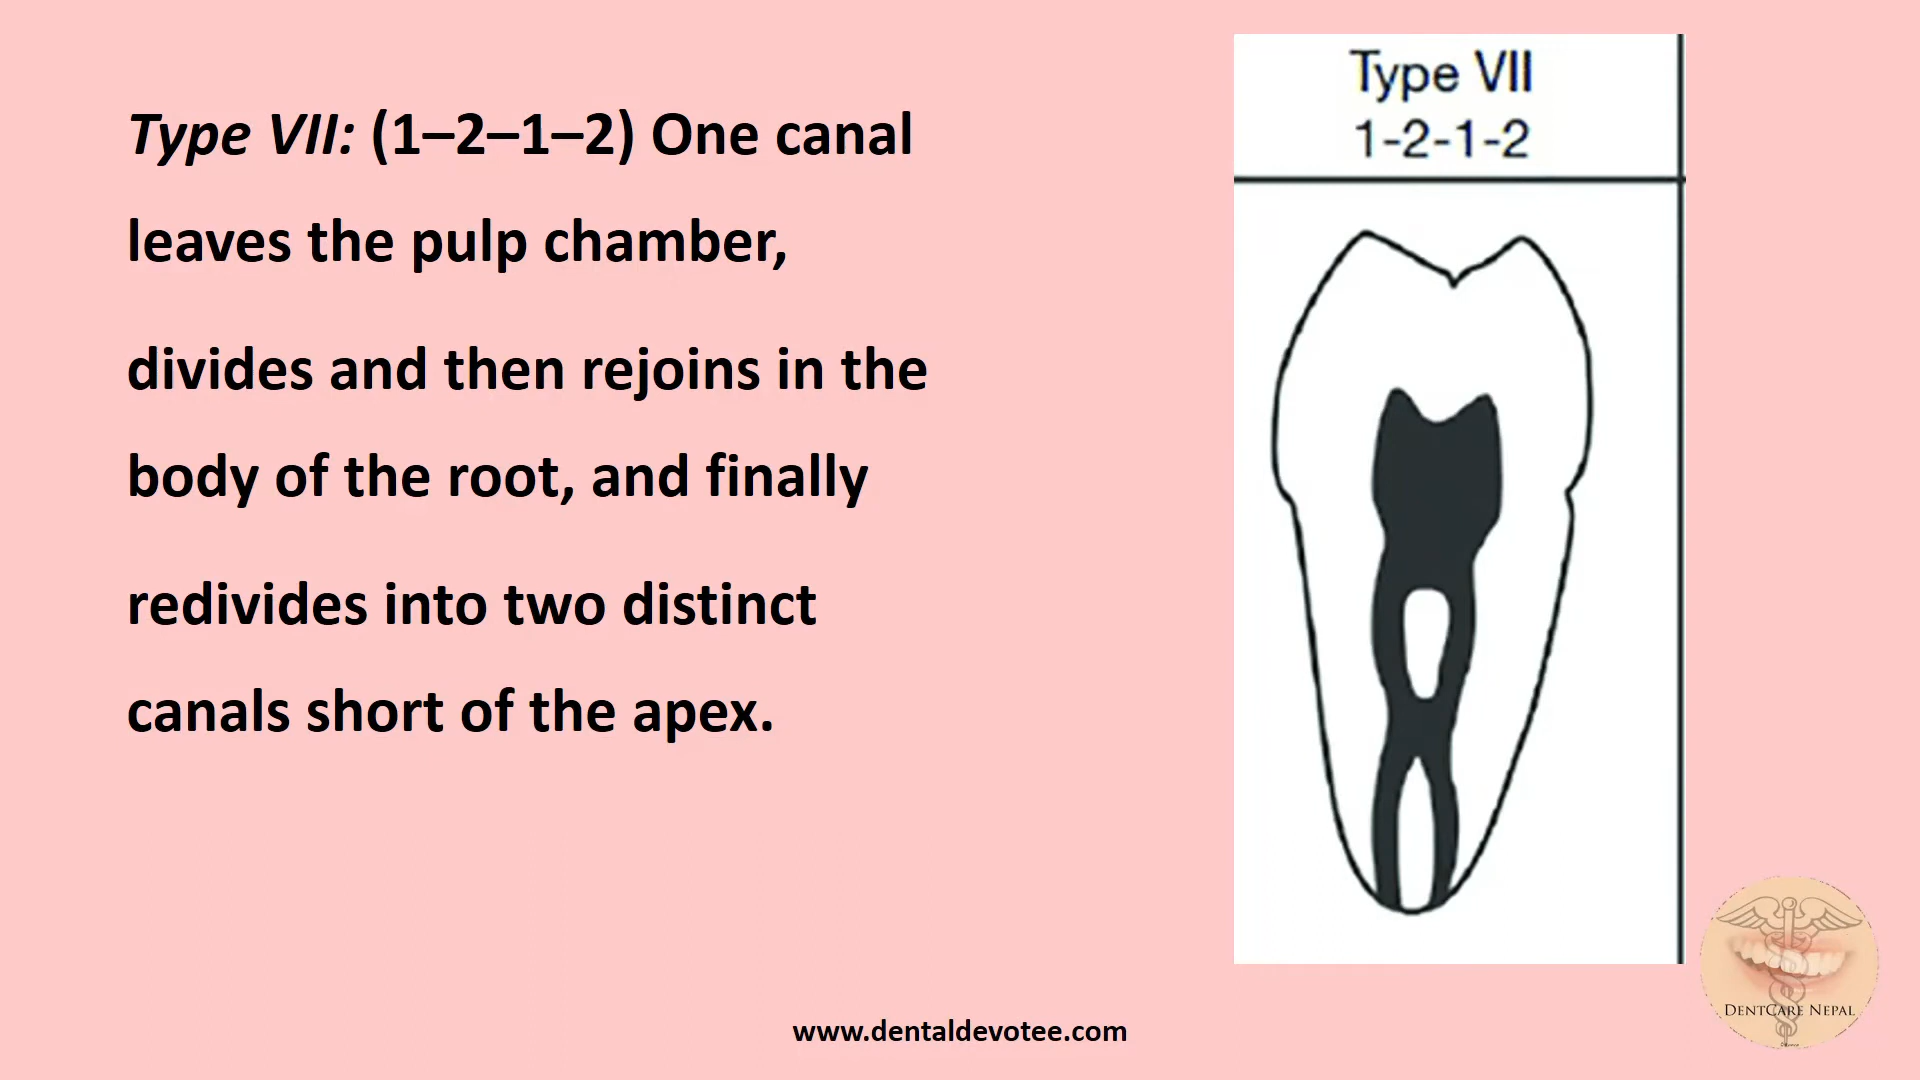 Type VII: (1–2–1–2) One canal
leaves the pulp chamber,
divides and then rejoins in the
body of the root, and finally
redivides into two distinct
canals short of the apex.
Type VII
1-2-1-2
DentCare Nepal
www.dentaldevotee.com